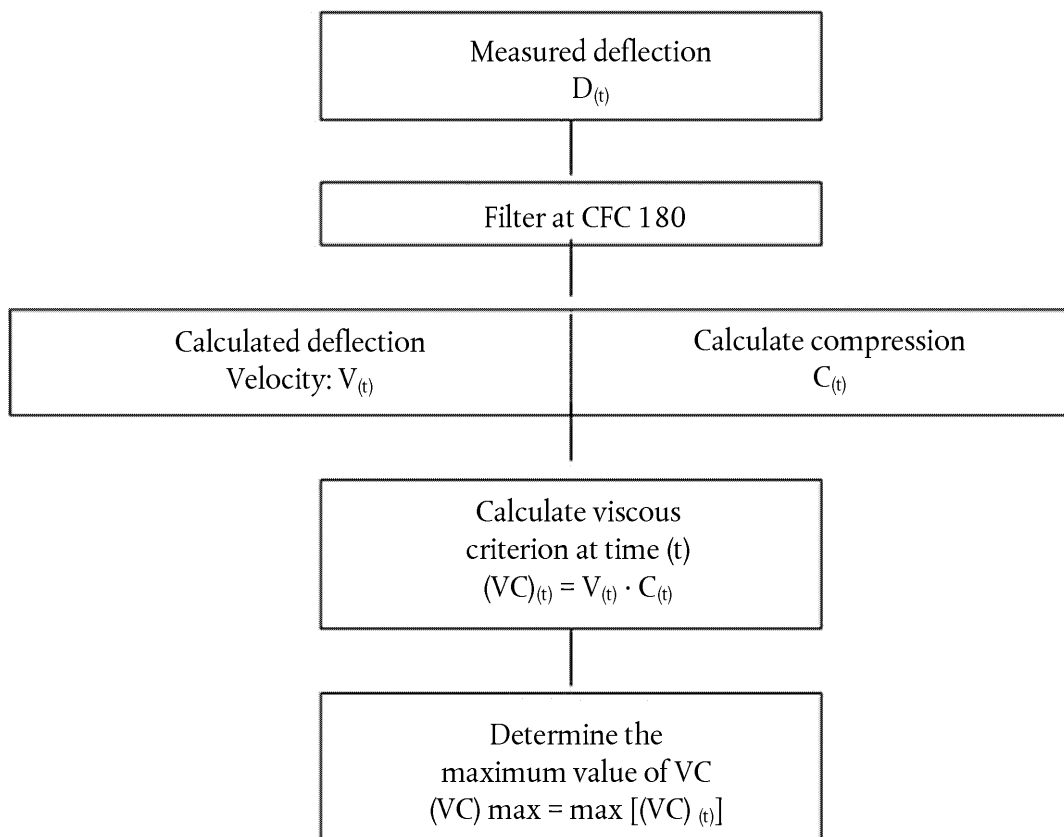 Measured deflection
D(t)
Filter at CFC 180
Calculated deflection
Velocity: V(t)
Calculate compression
C(t)
Calculate viscous
criterion at time (t)
(VC)(t) = V(t) · C(t)
Determine the
maximum value of VC
(VC) max = max [(VC) (t)]